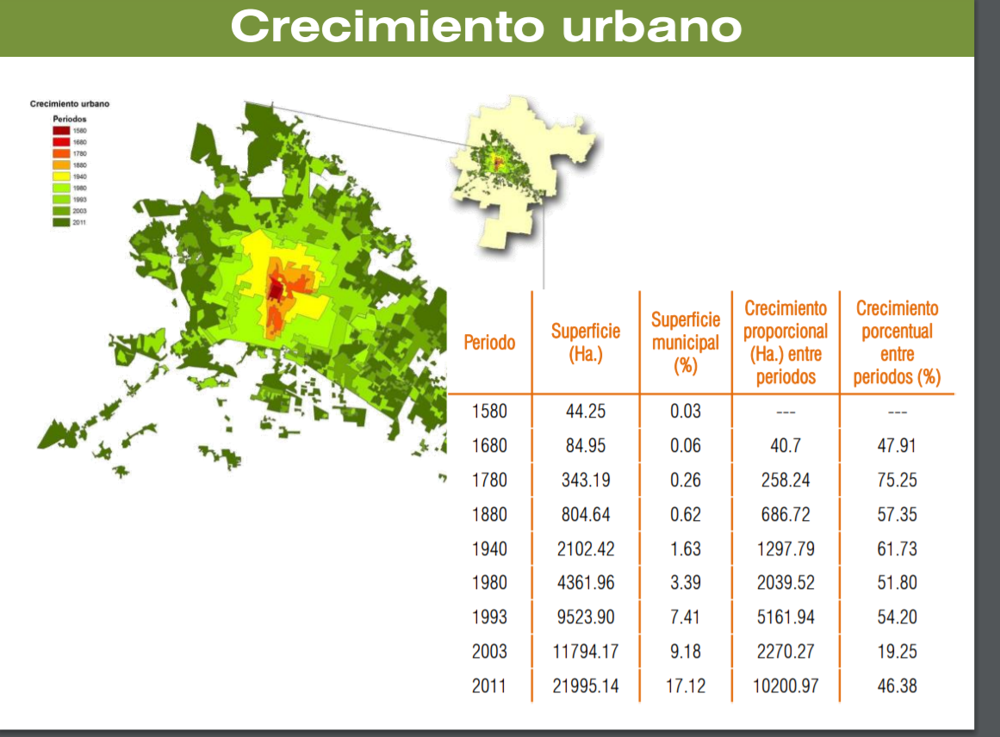 Crecimiento urbano
Crecimiento urbano
Periodos
1580
1680
1780
1880
1940
1980
1993
2003
2011
Periodo
Superficie
(Ha.)
Superficie
municipal
(%)
Crecimiento
proporcional
(Ha.) entre
periodos
Crecimiento
porcentual
entre
periodos (%)
1580 44.25 0.03 --- ---
1680 84.95 0.06 40.7 47.91
1780 343.19 0.26 258.24 75.25
1880 804.64 0.62 686.72 57.35
1940 2102.42 1.63 1297.79 61.73
1980 4361.96 3.39 2039.52 51.80
1993 9523.90 7.41 5161.94 54.20
2003 11794.17 9.18 2270.27 19.25
2011 21995.14 17.12 10200.97 46.38